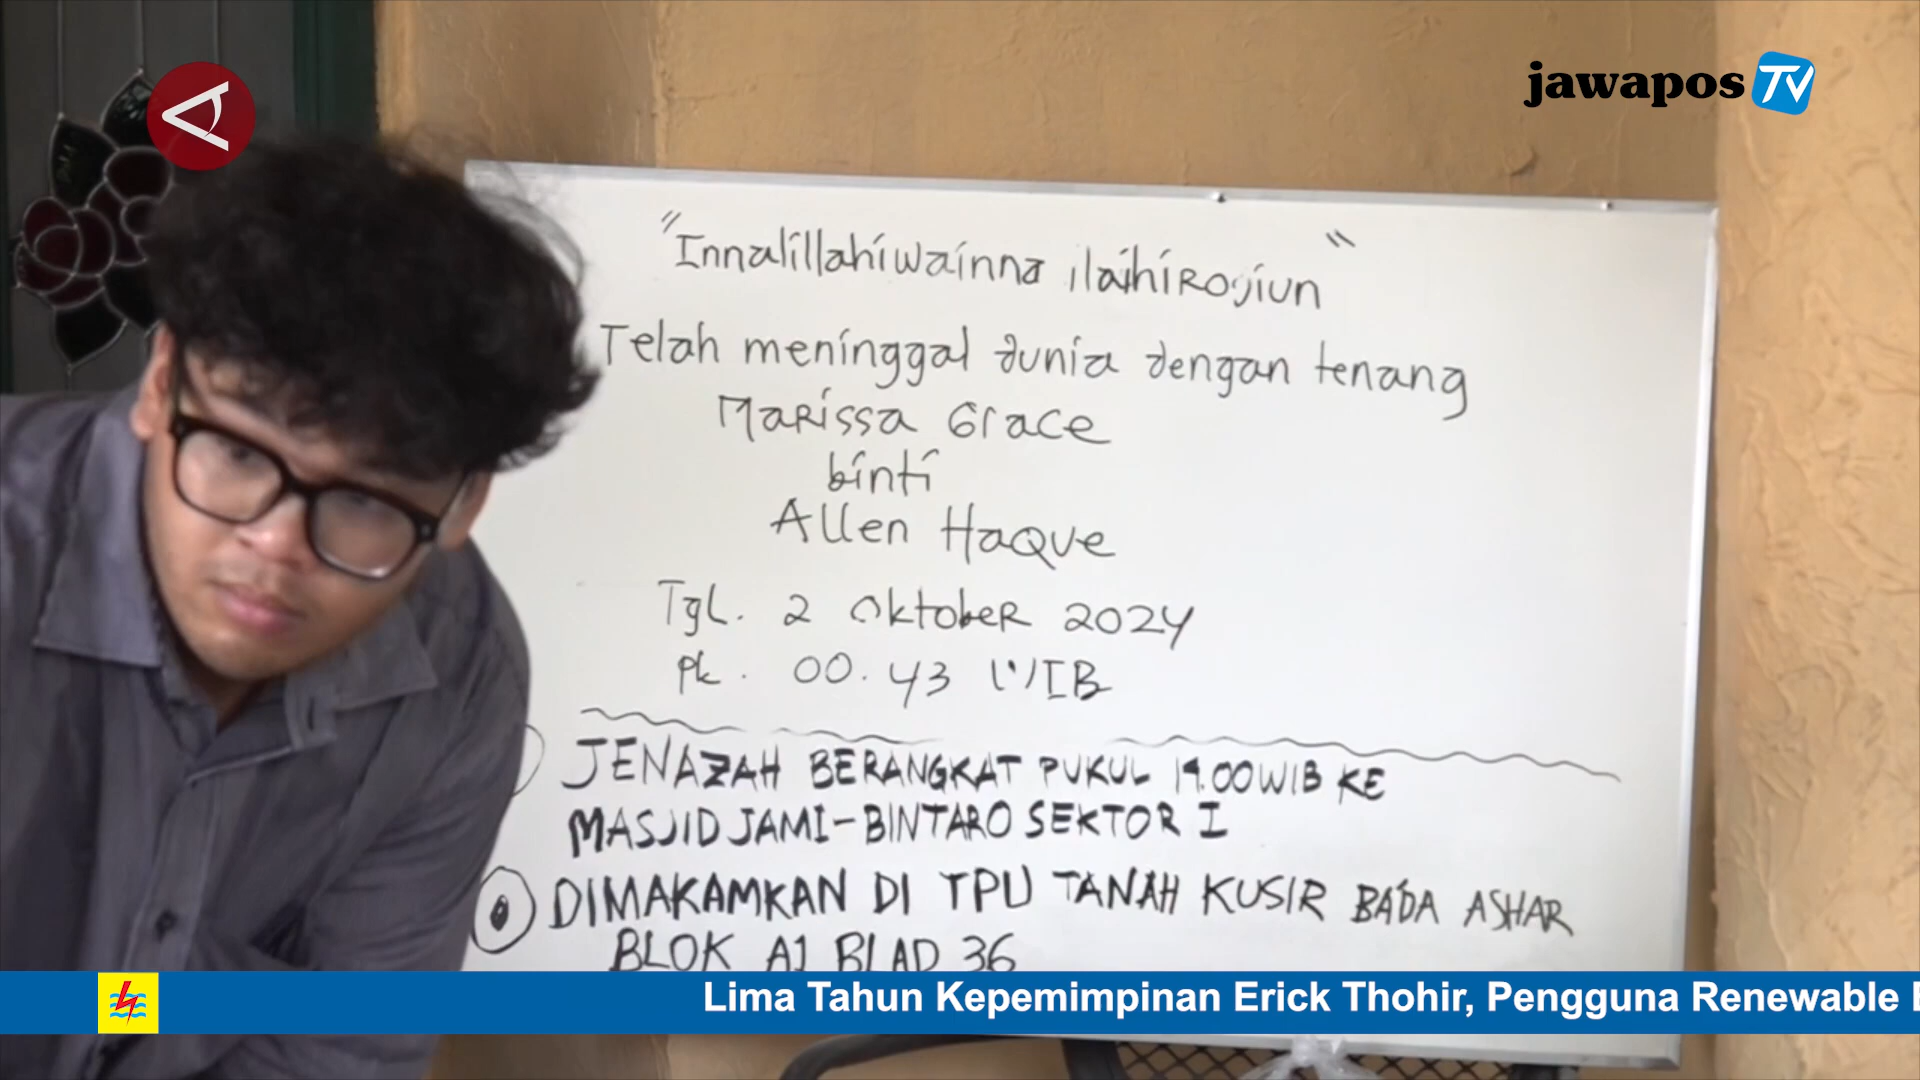 jawapos TV
"Innalillahiwainna ilaihirojiun"
Telah meninggal dunia dengan tenang
Marissa Grace
binti
Allen Haque
Tgl. 2 Oktober 2024
Pk. 00.43 WIB
JENAZAH BERANGKAT PUKUL 14.00 WIB KE
MASJID JAMI-BINTARO SEKTOR I
DIMAKAMKAN DI TPU TANAH KUSIR BA'DA ASHAR
BLOK A1 BLAD 36
Lima Tahun Kepemimpinan Erick Thohir, Pengguna Renewable